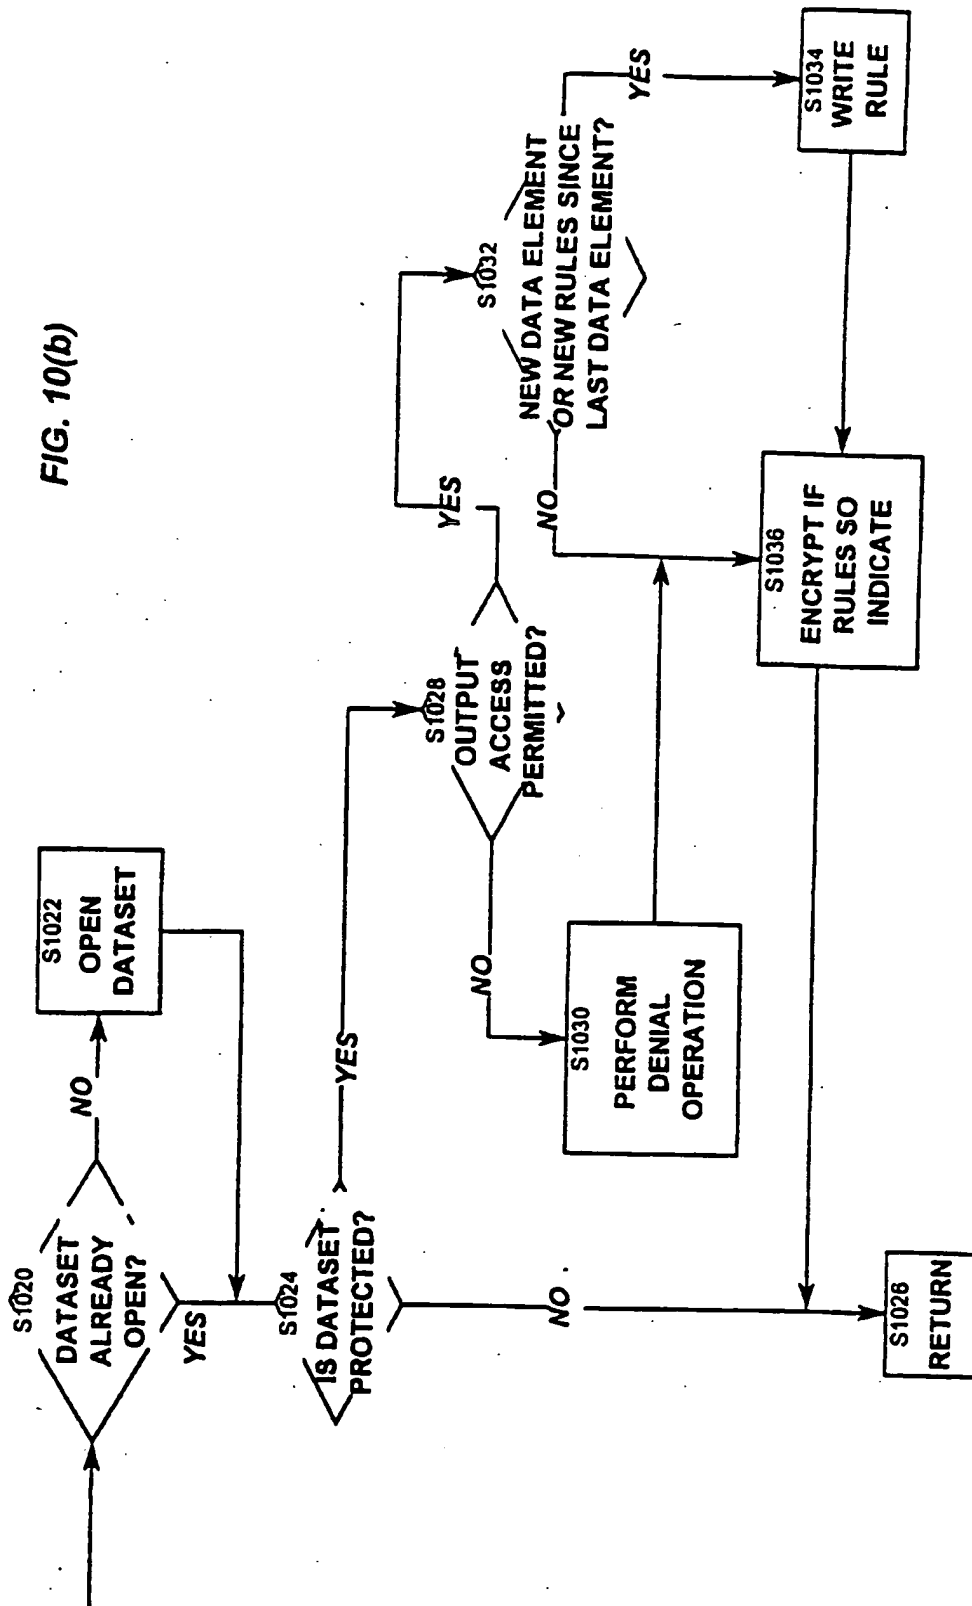 FIG. 10(b)
S1020
DATASET
ALREADY
OPEN?
NO
YES
S1022
OPEN
DATASET
S1024
IS DATASET
PROTECTED?
YES
NO
S1028
OUTPUT
ACCESS
PERMITTED?
YES
NO
S1030
PERFORM
DENIAL
OPERATION
S1032
NEW DATA ELEMENT
OR NEW RULES SINCE
LAST DATA ELEMENT?
YES
NO
S1034
WRITE
RULE
S1036
ENCRYPT IF
RULES SO
INDICATE
S1026
RETURN